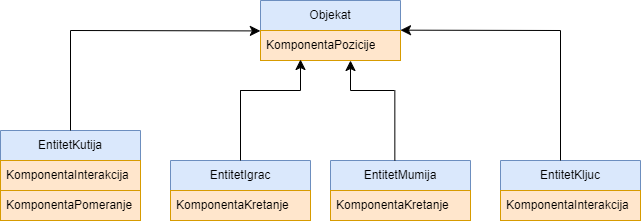 Objekat
KomponentaPozicije
EntitetKutija
KomponentaInterakcija
KomponentaPomeranje
EntitetIgrac
KomponentaKretanje
EntitetMumija
KomponentaKretanje
EntitetKljuc
KomponentaInterakcija